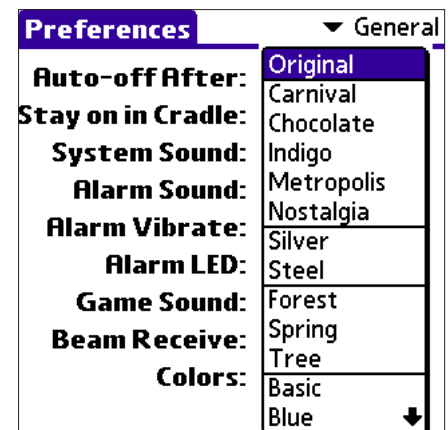 Preferences
General
Auto-off After:
Stay on in Cradle:
System Sound:
Alarm Sound:
Alarm Vibrate:
Alarm LED:
Game Sound:
Beam Receive:
Colors:
Original
Carnival
Chocolate
Indigo
Metropolis
Nostalgia
Silver
Steel
Forest
Spring
Tree
Basic
Blue